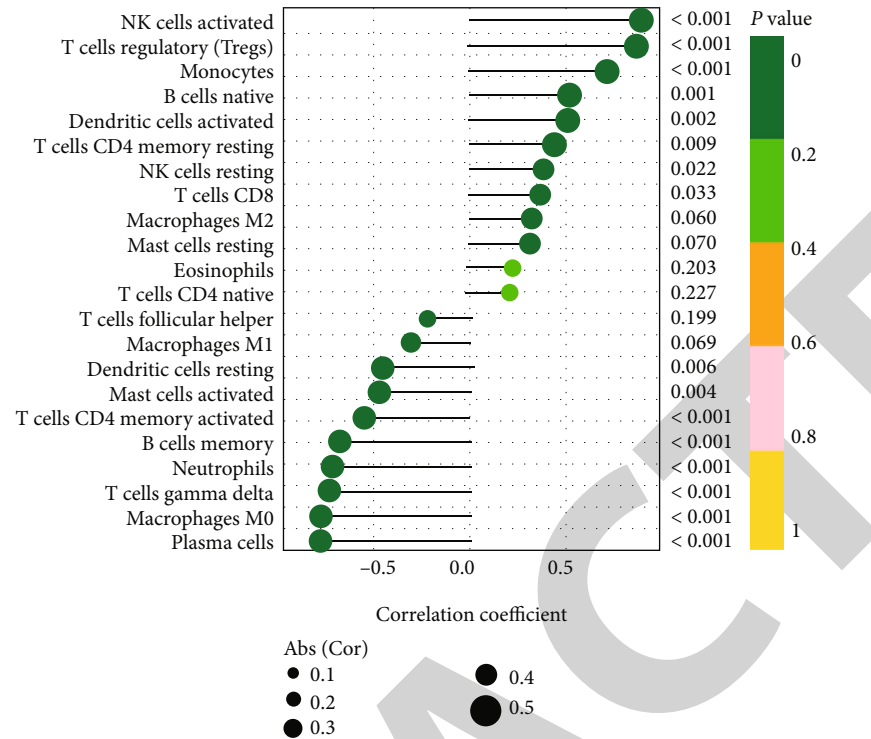 NK cells activated < 0.001 P value
T cells regulatory (Tregs) < 0.001 0
Monocytes < 0.001
B cells native 0.001
Dendritic cells activated 0.002
T cells CD4 memory resting 0.009 0.2
NK cells resting 0.022
T cells CD8 0.033
Macrophages M2 0.060
Mast cells resting 0.070 0.4
Eosinophils 0.203
T cells CD4 native 0.227
T cells follicular helper 0.199
Macrophages M1 0.069 0.6
Dendritic cells resting 0.006
Mast cells activated 0.004
T cells CD4 memory activated < 0.001
B cells memory < 0.001 0.8
Neutrophils < 0.001
T cells gamma delta < 0.001
Macrophages M0 < 0.001
Plasma cells < 0.001 1
−0.5 0.0 0.5
Correlation coefficient
Abs (Cor)
0.1 0.4
0.2 0.5
0.3